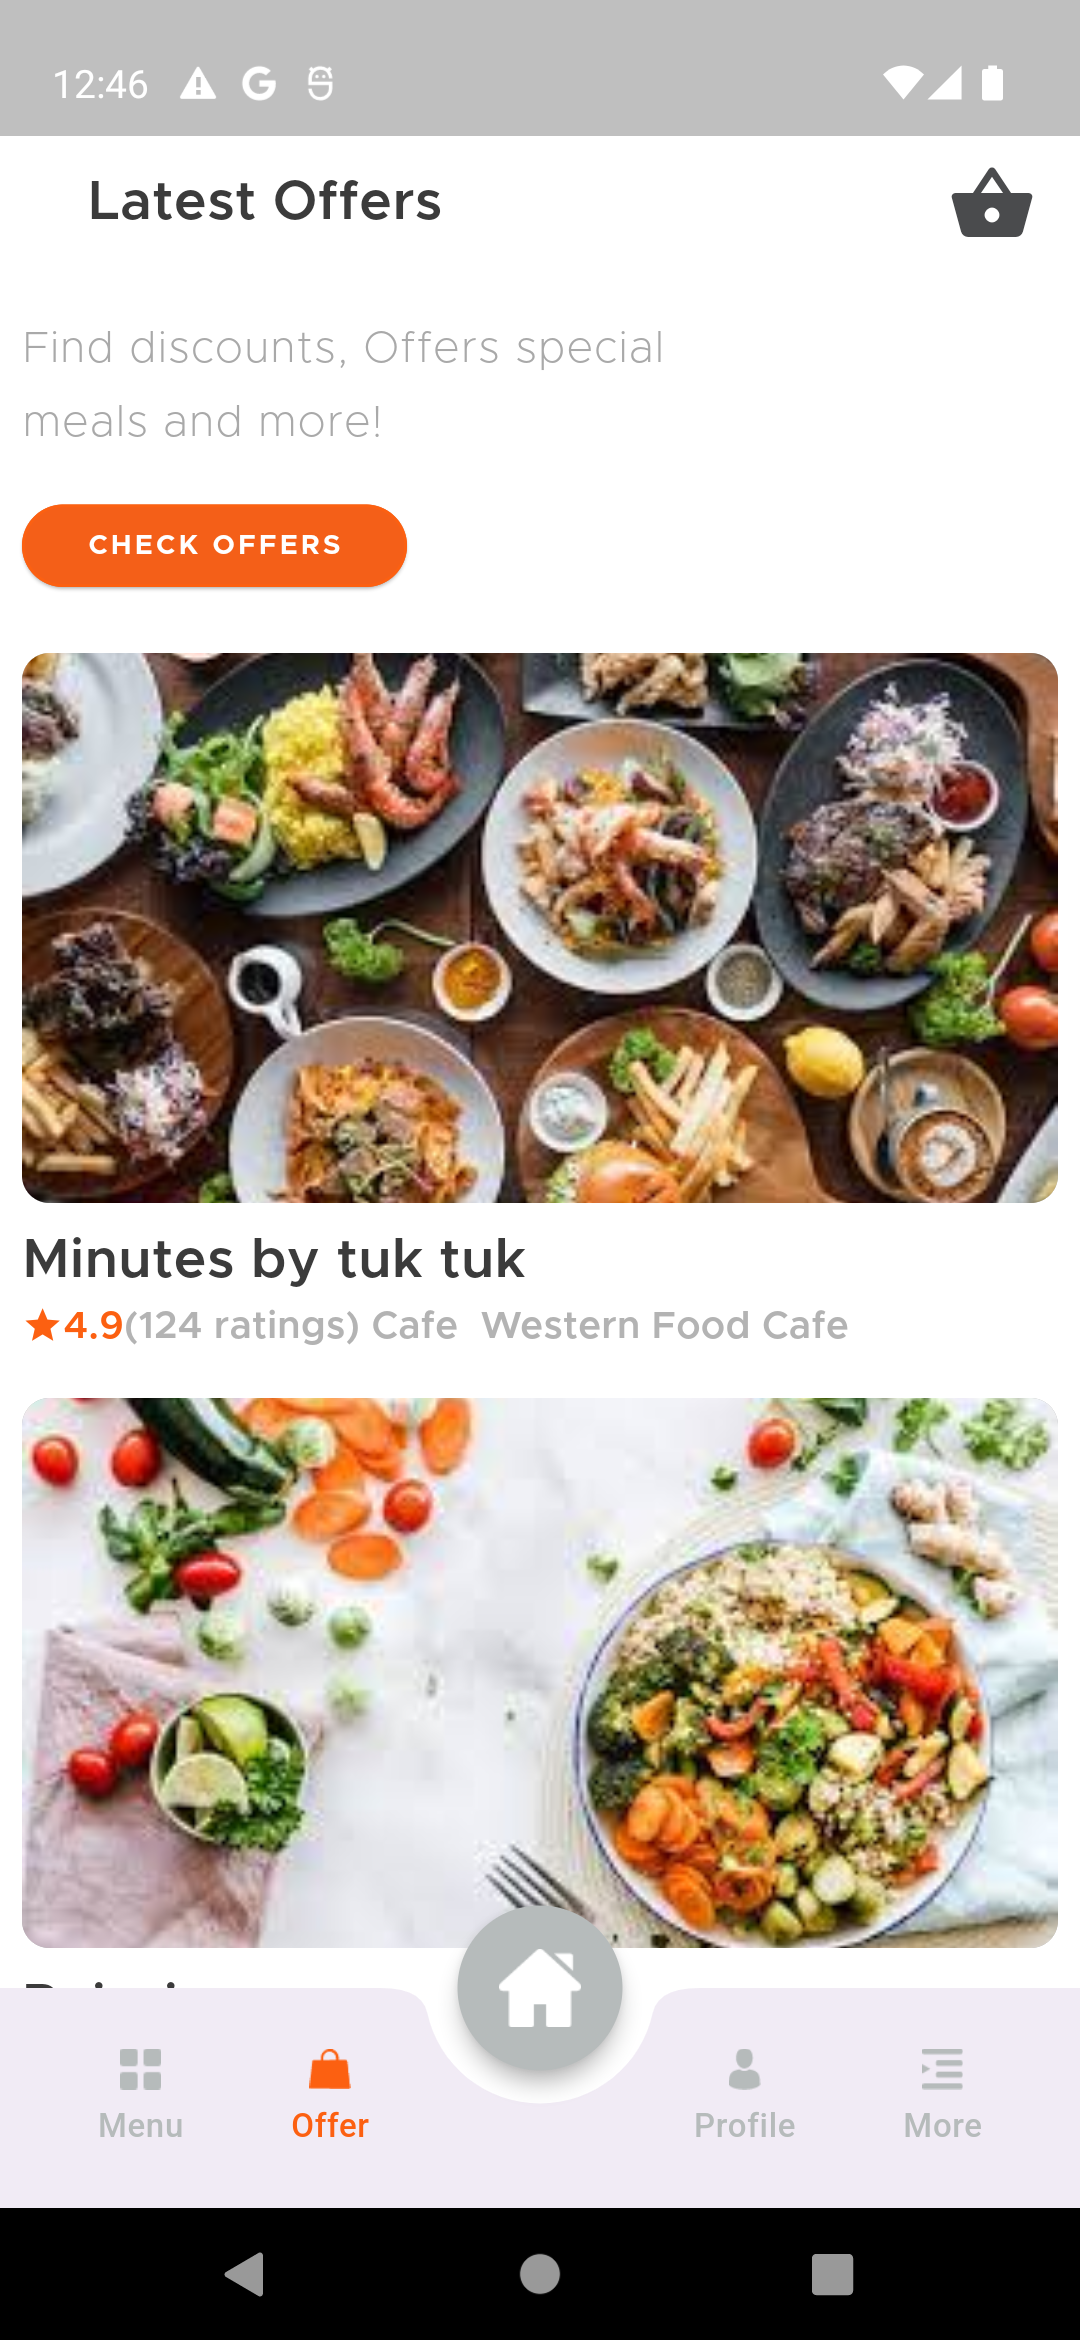 12:46
Latest Offers
Find discounts, Offers special
meals and more!
CHECK OFFERS
Minutes by tuk tuk
4.9(124 ratings) Cafe Western Food Cafe
Menu
Offer
Profile
More